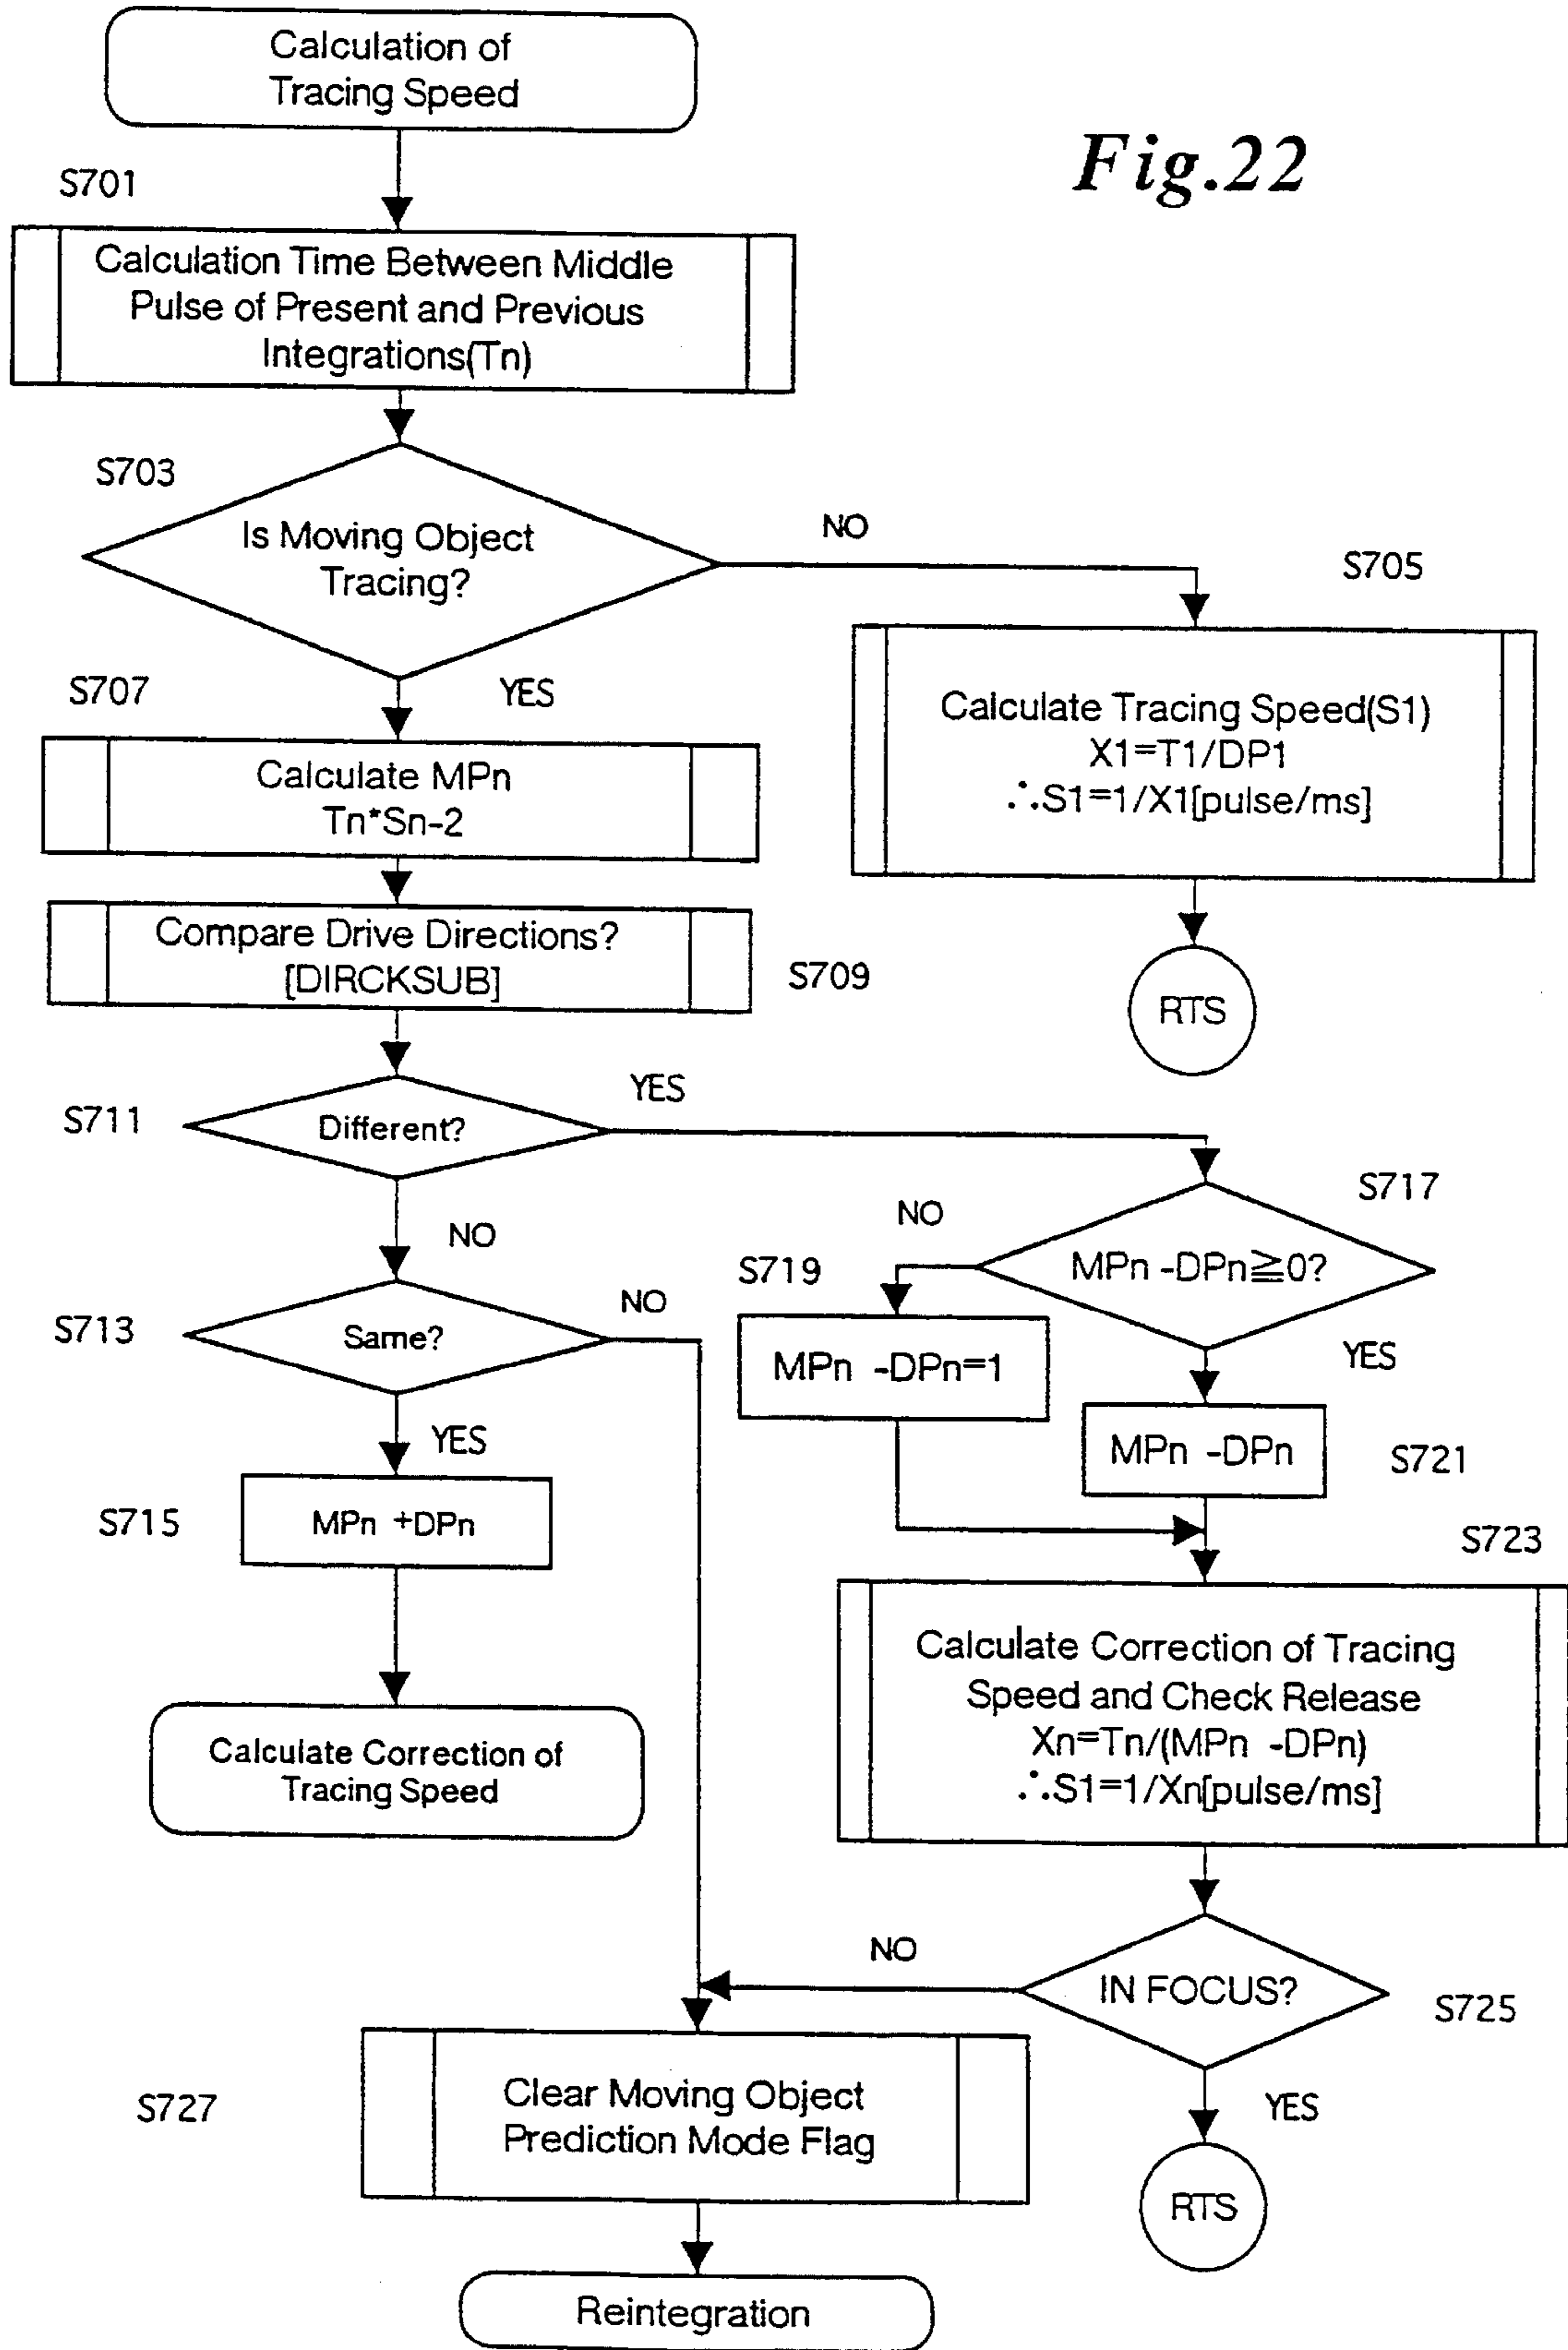 Calculation of
Tracing Speed
Fig.22
S701
Calculation Time Between Middle
Pulse of Present and Previous
Integrations(Tn)
S703
Is Moving Object
Tracing?
NO
S705
Calculate Tracing Speed(S1)
X1=T1/DP1
∴S1=1/X1[pulse/ms]
RTS
YES
S707
Calculate MPn
Tn*Sn-2
Compare Drive Directions?
[DIRCKSUB]
S709
S711
Different?
YES
NO
S713
Same?
NO
YES
S715
MPn +DPn
Calculate Correction of
Tracing Speed
S717
MPn -DPn≧0?
NO
S719
MPn -DPn=1
YES
MPn -DPn
S721
S723
Calculate Correction of Tracing
Speed and Check Release
Xn=Tn/(MPn -DPn)
∴S1=1/Xn[pulse/ms]
NO
IN FOCUS?
S725
YES
RTS
S727
Clear Moving Object
Prediction Mode Flag
Reintegration